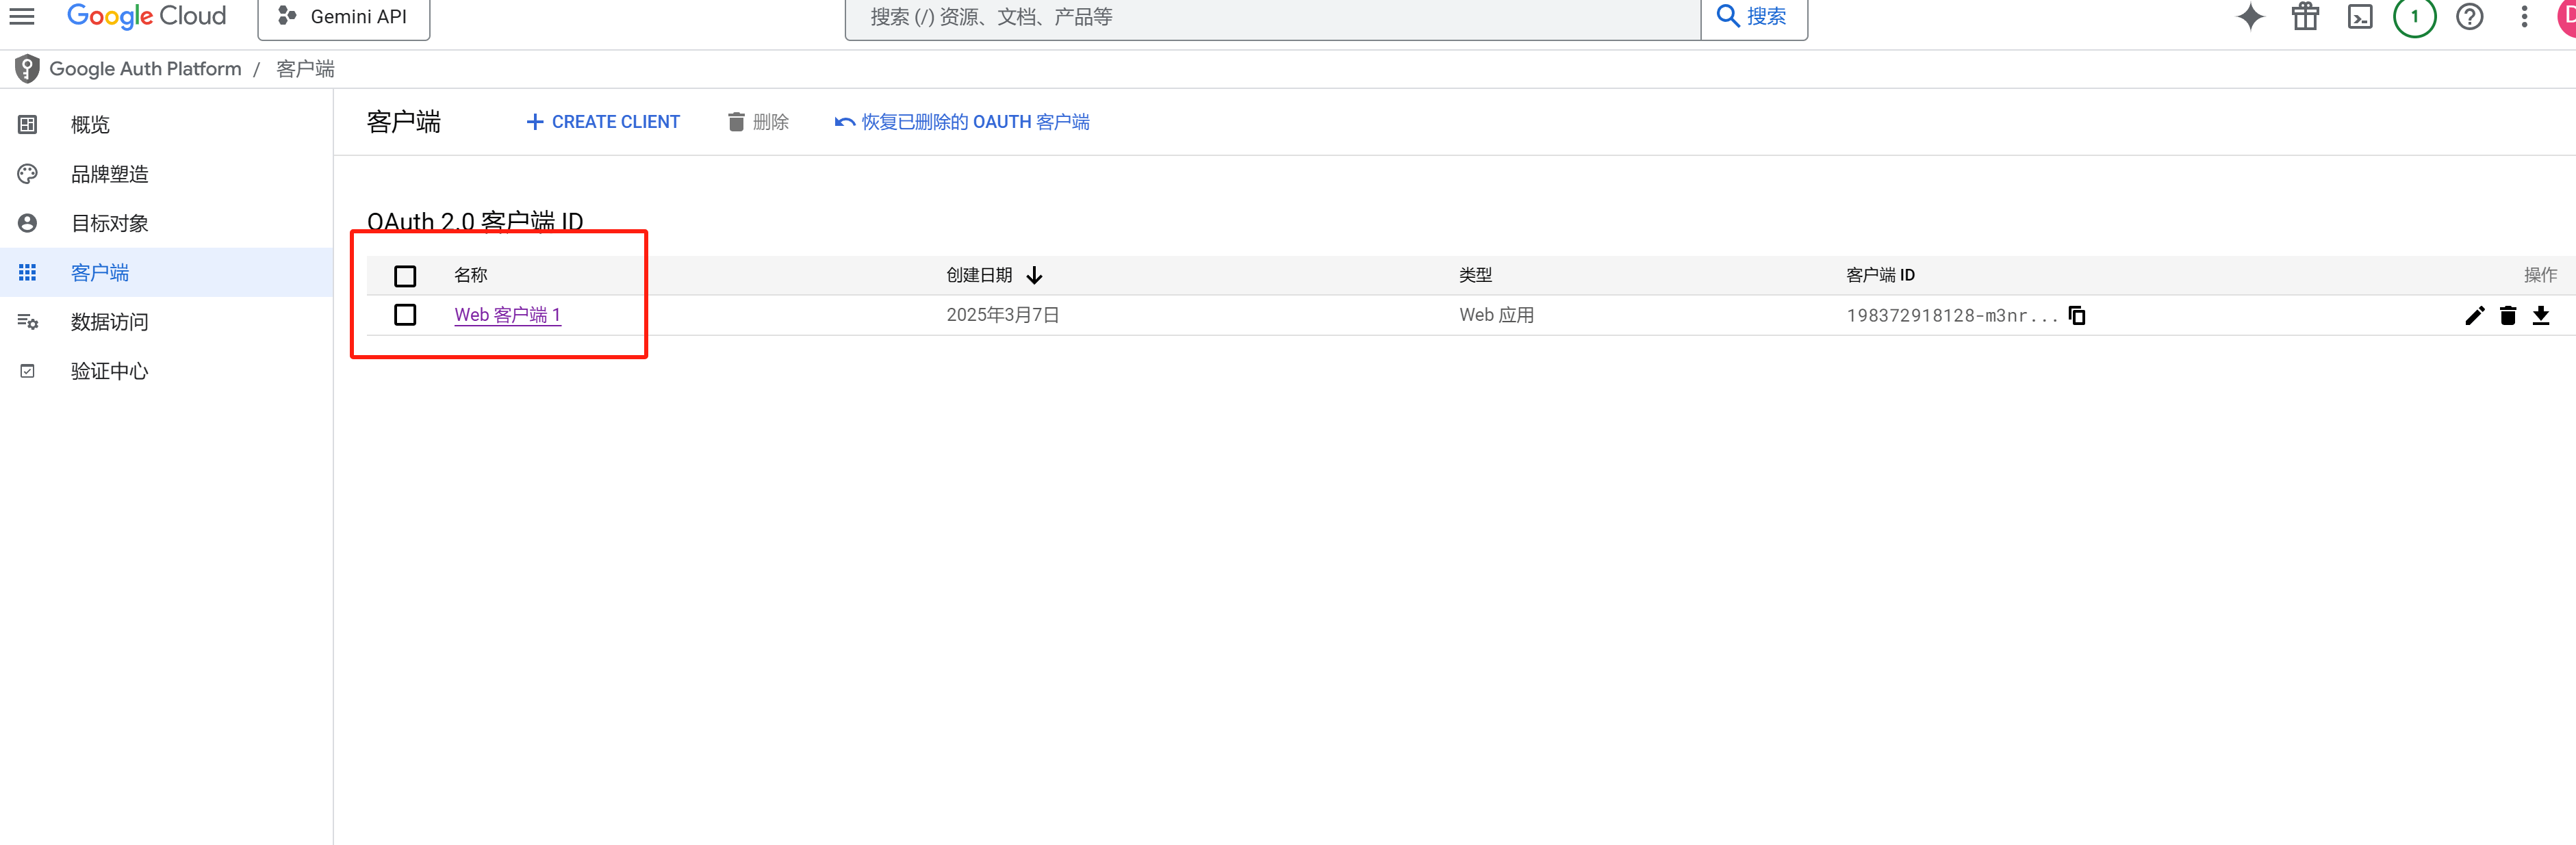 Google Cloud
Gemini API
搜索 (/) 资源、文档、产品等
搜索
1
Google Auth Platform / 客户端
概览
品牌塑造
目标对象
客户端
数据访问
验证中心
客户端
CREATE CLIENT
删除
恢复已删除的 OAUTH 客户端
OAuth 2.0 客户端 ID
名称 创建日期 类型 客户端 ID 操作
Web 客户端 1 2025年3月7日 Web 应用 198372918128-m3nr...